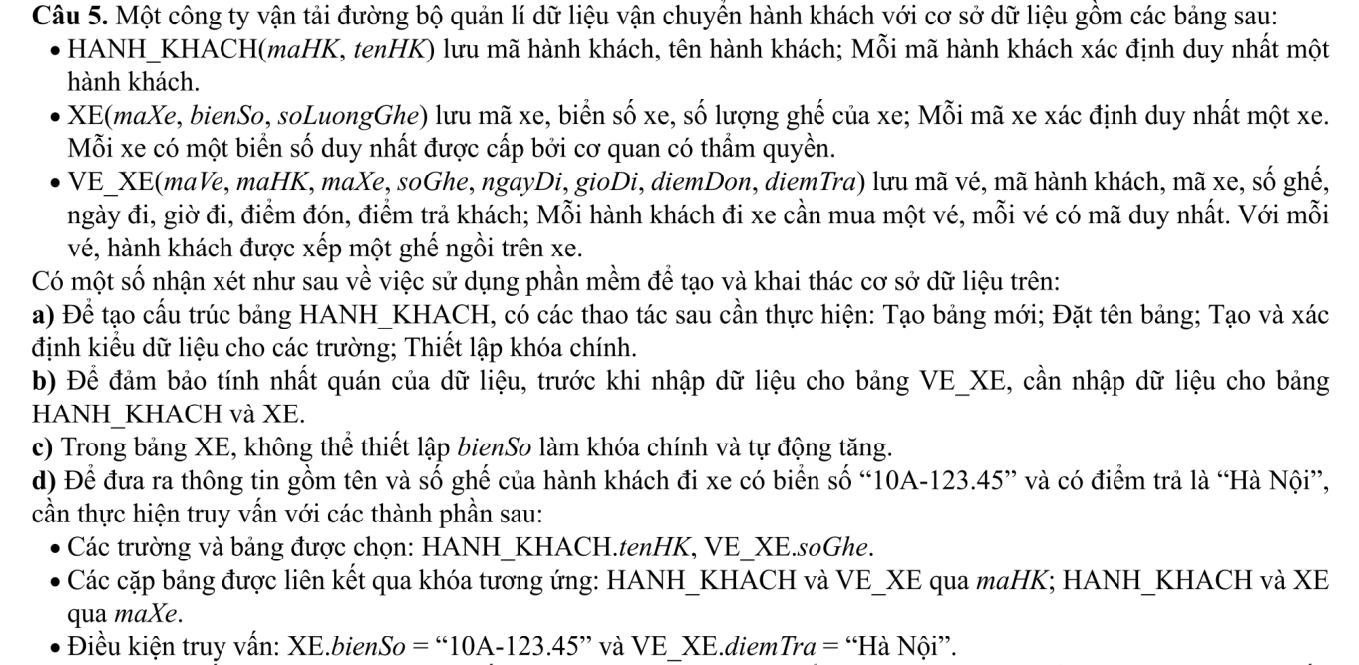 Câu 5. Một công ty vận tải đường bộ quản lí dữ liệu vận chuyển hành khách với cơ sở dữ liệu gồm các bảng sau:
• HANH_KHACH(maHK, tenHK) lưu mã hành khách, tên hành khách; Mỗi mã hành khách xác định duy nhất một
hành khách.
• XE(maXe, bienSo, soLuongGhe) lưu mã xe, biển số xe, số lượng ghế của xe; Mỗi mã xe xác định duy nhất một xe.
Mỗi xe có một biển số duy nhất được cấp bởi cơ quan có thẩm quyền.
• VE_XE(maVe, maHK, maXe, soGhe, ngayDi, gioDi, diemDon, diemTra) lưu mã vé, mã hành khách, mã xe, số ghế,
ngày đi, giờ đi, điểm đón, điểm trả khách; Mỗi hành khách đi xe cần mua một vé, mỗi vé có mã duy nhất. Với mỗi
vé, hành khách được xếp một ghế ngồi trên xe.
Có một số nhận xét như sau về việc sử dụng phần mềm để tạo và khai thác cơ sở dữ liệu trên:
a) Để tạo cấu trúc bảng HANH_KHACH, có các thao tác sau cần thực hiện: Tạo bảng mới; Đặt tên bảng; Tạo và xác
định kiểu dữ liệu cho các trường; Thiết lập khóa chính.
b) Để đảm bảo tính nhất quán của dữ liệu, trước khi nhập dữ liệu cho bảng VE_XE, cần nhập dữ liệu cho bảng
HANH_KHACH và XE.
c) Trong bảng XE, không thể thiết lập bienSo làm khóa chính và tự động tăng.
d) Để đưa ra thông tin gồm tên và số ghế của hành khách đi xe có biển số “10A-123.45” và có điểm trả là “Hà Nội”,
cần thực hiện truy vấn với các thành phần sau:
• Các trường và bảng được chọn: HANH_KHACH.tenHK, VE_XE.soGhe.
• Các cặp bảng được liên kết qua khóa tương ứng: HANH_KHACH và VE_XE qua maHK; HANH_KHACH và XE
qua maXe.
• Điều kiện truy vấn: XE.bienSo = “10A-123.45” và VE_XE.diemTra = “Hà Nội”.